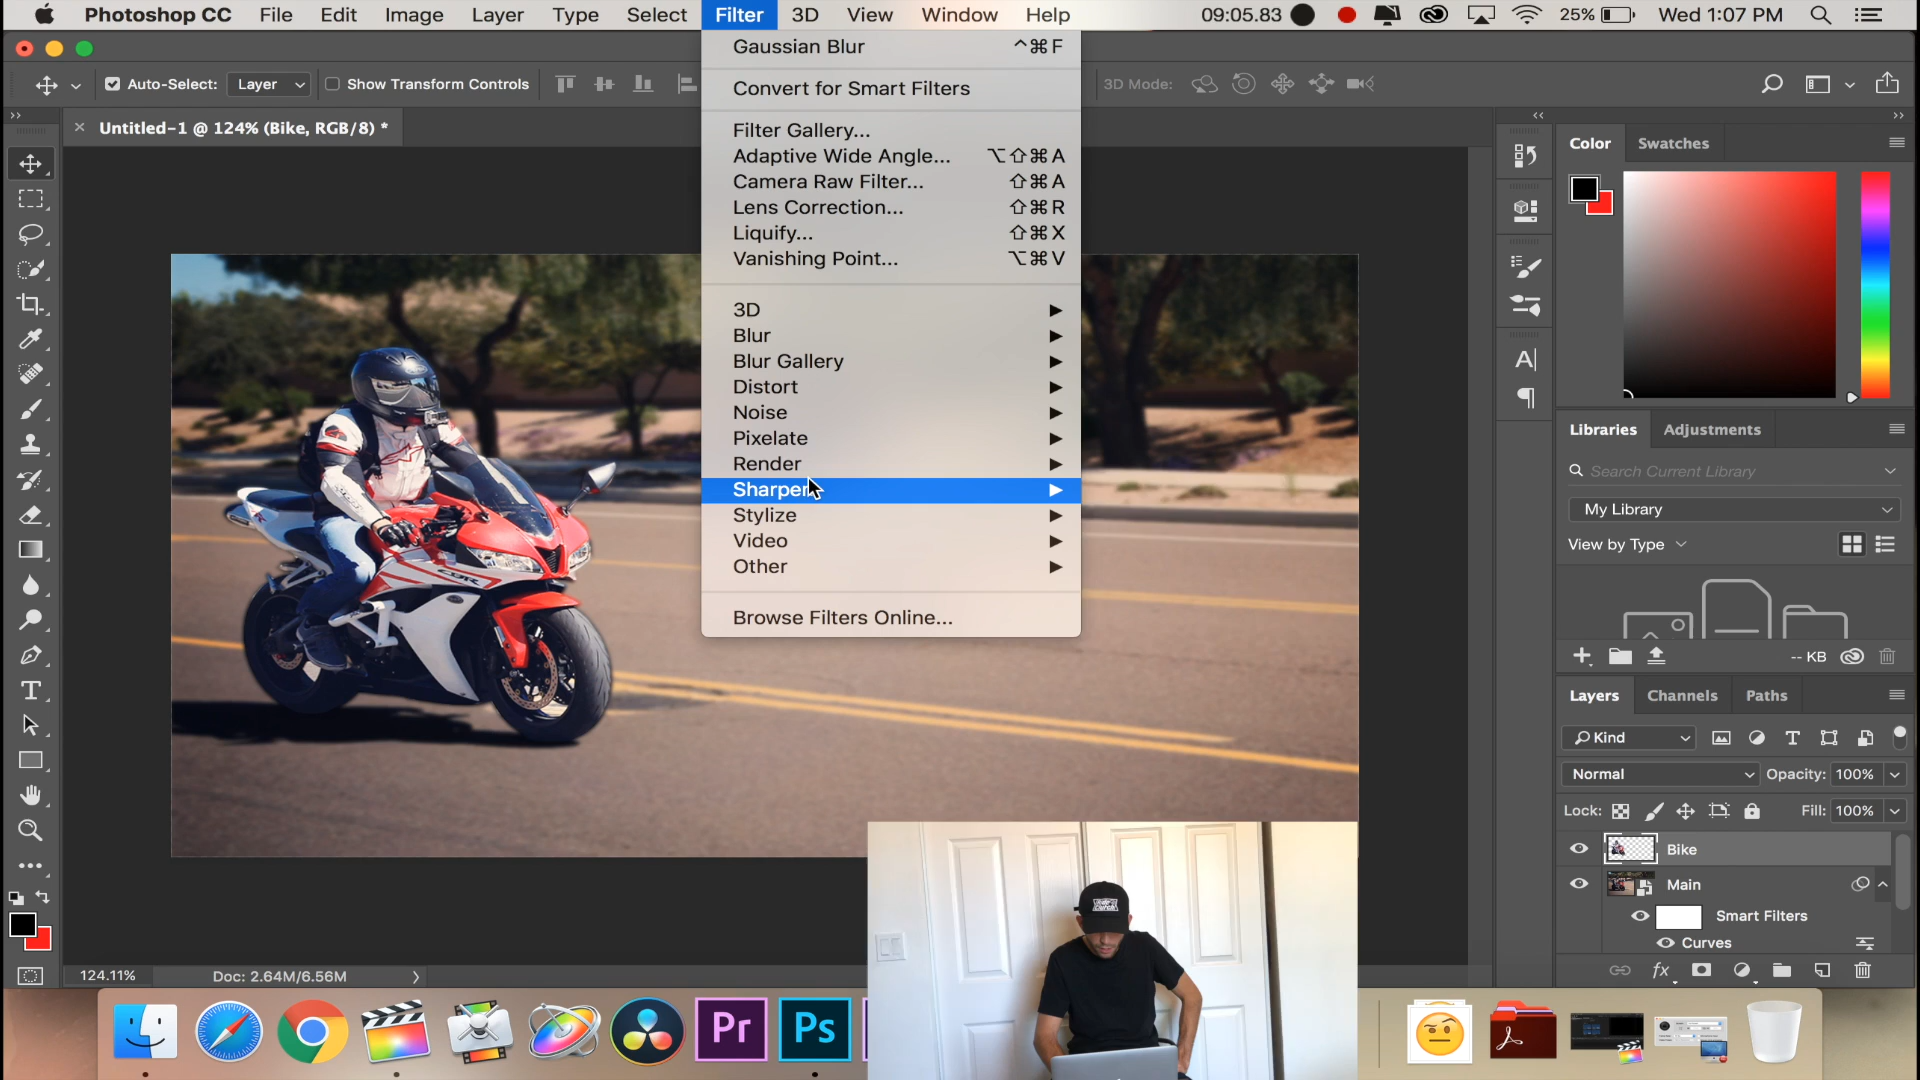 Photoshop CC File Edit Image Layer Type Select Filter 3D View Window Help 09:05.83 25% Wed 1:07 PM
Auto-Select: Layer Show Transform Controls 3D Mode:
Untitled-1 @ 124% (Bike, RGB/8) *
Gaussian Blur ^⌘F
Convert for Smart Filters
Filter Gallery...
Adaptive Wide Angle... ⌥⇧⌘A
Camera Raw Filter... ⇧⌘A
Lens Correction... ⇧⌘R
Liquify... ⇧⌘X
Vanishing Point... ⌥⌘V
3D
Blur
Blur Gallery
Distort
Noise
Pixelate
Render
Sharpen
Stylize
Video
Other
Browse Filters Online...
Color Swatches
Libraries Adjustments
Search Current Library
My Library
View by Type
-- KB
Layers Channels Paths
Kind
Normal Opacity: 100%
Lock: Fill: 100%
Bike
Main
Smart Filters
Curves
fx
CBR
124.11% Doc: 2.64M/6.56M
Pr Ps